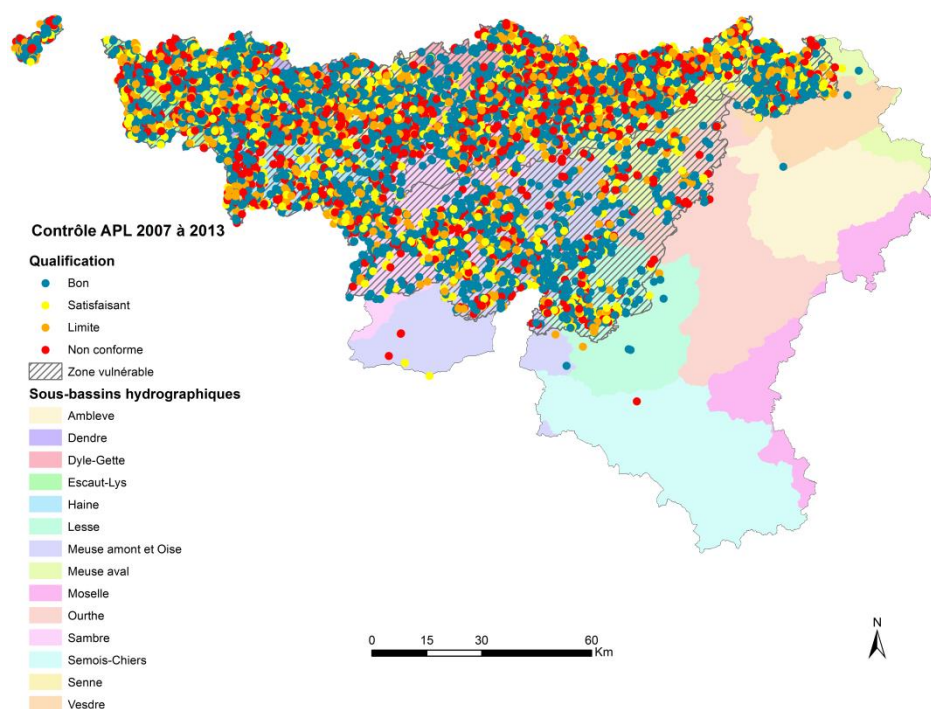 Contrôle APL 2007 à 2013
Qualification
Bon
Satisfaisant
Limite
Non conforme
Zone vulnérable
Sous-bassins hydrographiques
Ambleve
Dendre
Dyle-Gette
Escaut-Lys
Haine
Lesse
Meuse amont et Oise
Meuse aval
Moselle
Ourthe
Sambre
Semois-Chiers
Senne
Vesdre
0 15 30 60
Km
N